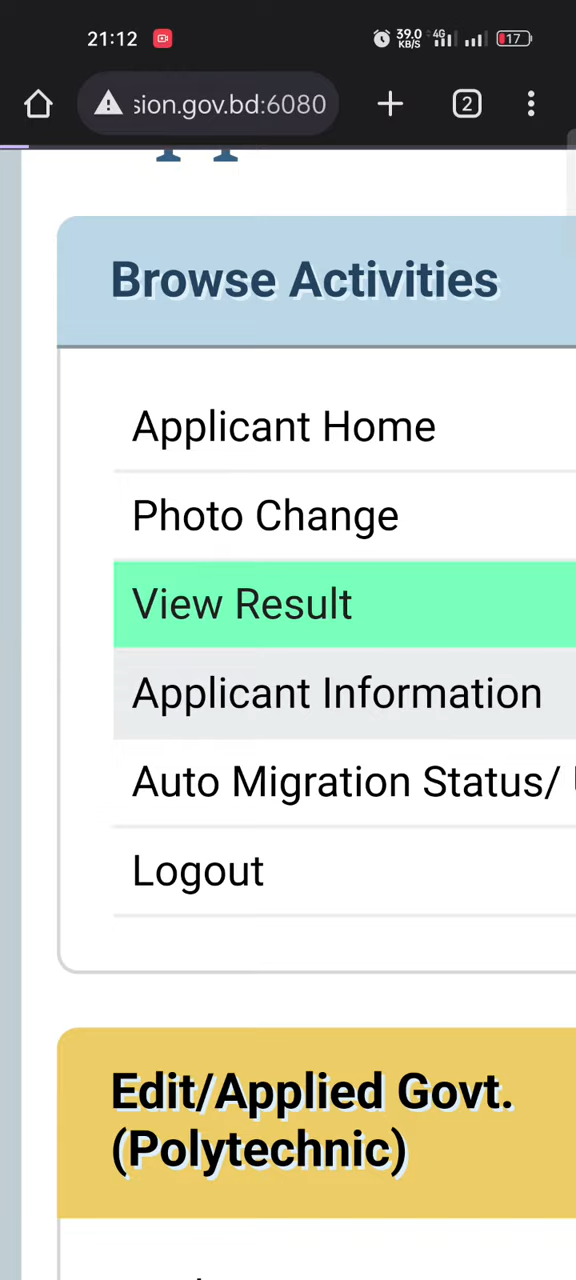 21:12 39.0 KB/S 4G 17
sion.gov.bd:6080 2
Browse Activities
Applicant Home
Photo Change
View Result
Applicant Information
Auto Migration Status/
Logout
Edit/Applied Govt.
(Polytechnic)